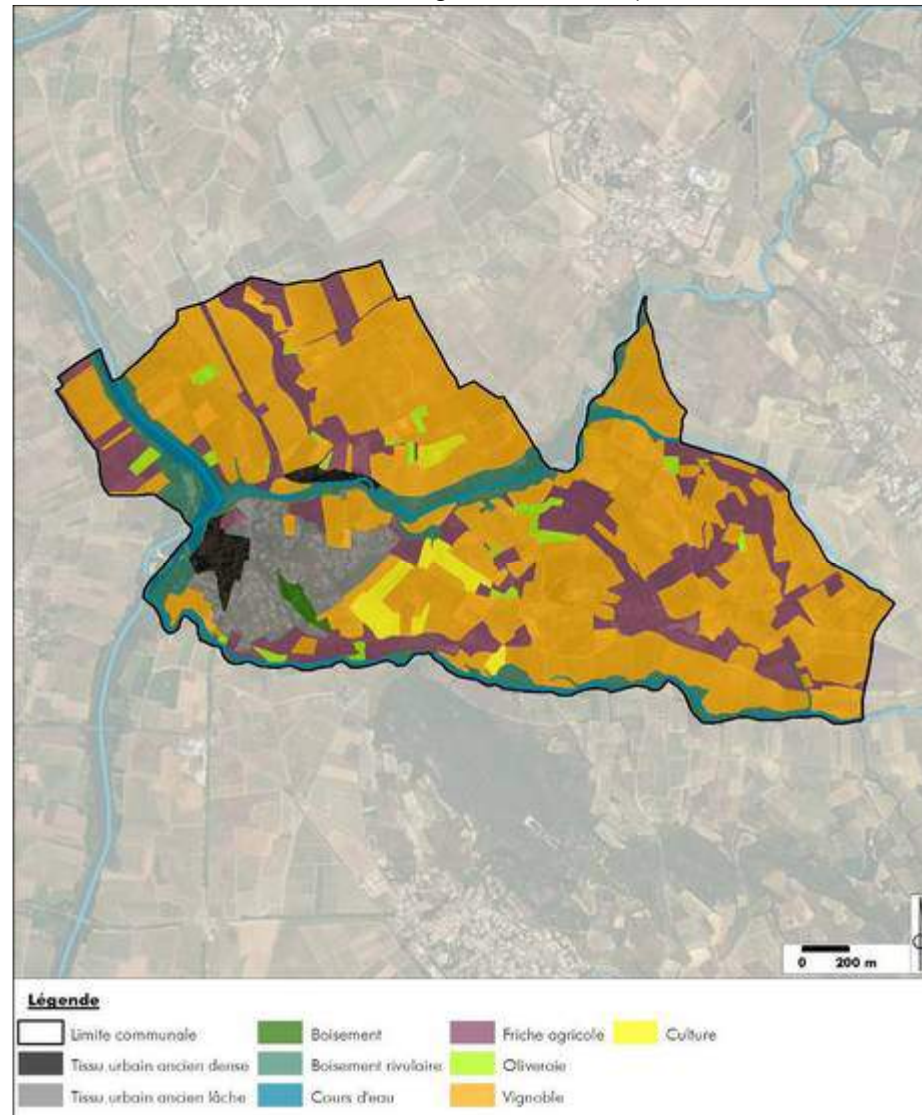 0 200 m
Légende
Limite communale Boisement Friche agricole Culture
Tissu urbain ancien dense Boisement rivulaire Oliveraie
Tissu urbain ancien lâche Cours d'eau Vignoble